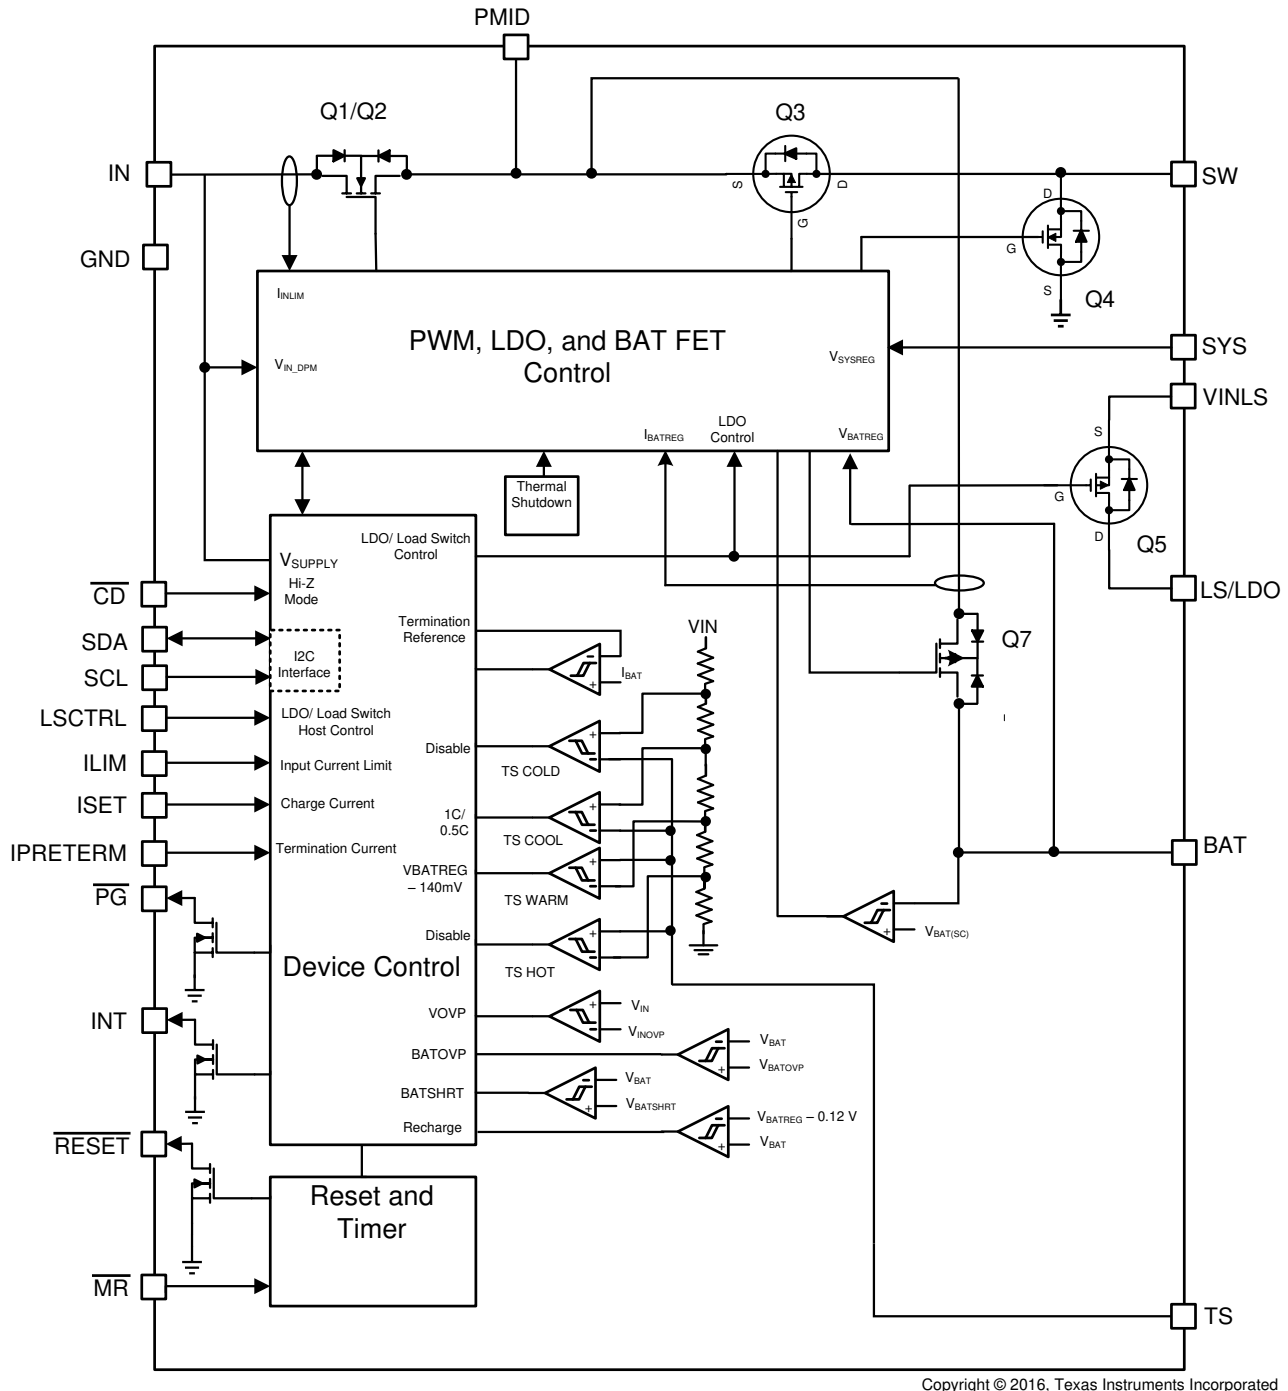 PMID
Q1/Q2
Q3
IN
S
D
G
SW
D
G
S
Q4
GND
I_INLIM
PWM, LDO, and BAT FET
Control
V_IN_DPM
V_SYSREG
SYS
VINLS
I_BATREG
LDO
Control
V_BATREG
S
G
D
Q5
Thermal
Shutdown
LDO/ Load Switch
Control
V_SUPPLY
Hi-Z
Mode
CD
LS/LDO
Termination
Reference
VIN
Q7
SDA
I2C
Interface
–
+
I_BAT
SCL
LSCTRL
LDO/ Load Switch
Host Control
Disable
+
–
TS COLD
ILIM
Input Current Limit
ISET
Charge Current
1C/
0.5C
+
–
TS COOL
IPRETERM
Termination Current
BAT
VBATREG
– 140mV
+
–
TS WARM
PG
–
+
V_BAT(SC)
Disable
+
–
TS HOT
Device Control
INT
VOVP
+
–
V_IN
V_INOVP
BATOVP
–
+
V_BAT
V_BATOVP
BATSHRT
–
+
V_BAT
V_BATSHRT
Recharge
–
+
V_BATREG – 0.12 V
V_BAT
RESET
Reset and
Timer
MR
TS
Copyright © 2016, Texas Instruments Incorporated